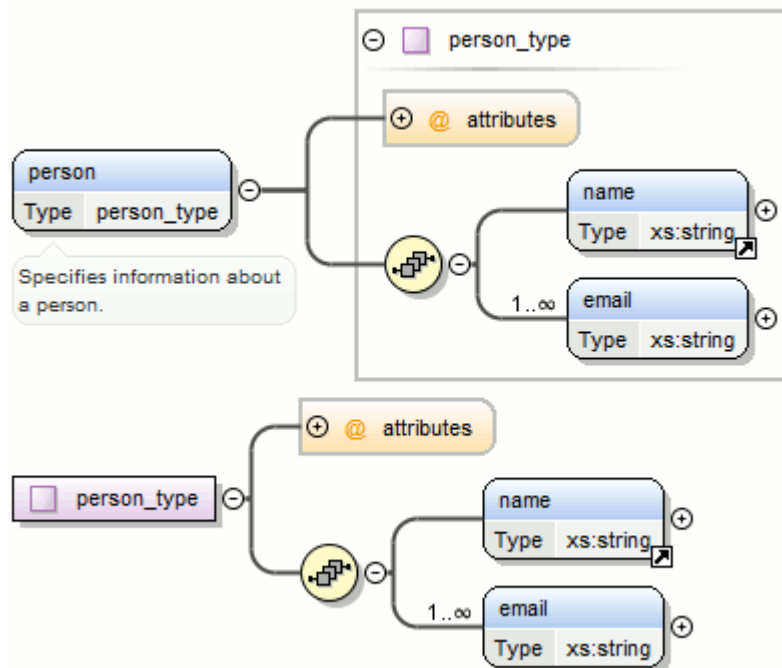 person_type
@ attributes
person
Type person_type
Specifies information about
a person.
name
Type xs:string
1..∞
email
Type xs:string
@ attributes
person_type
name
Type xs:string
1..∞
email
Type xs:string